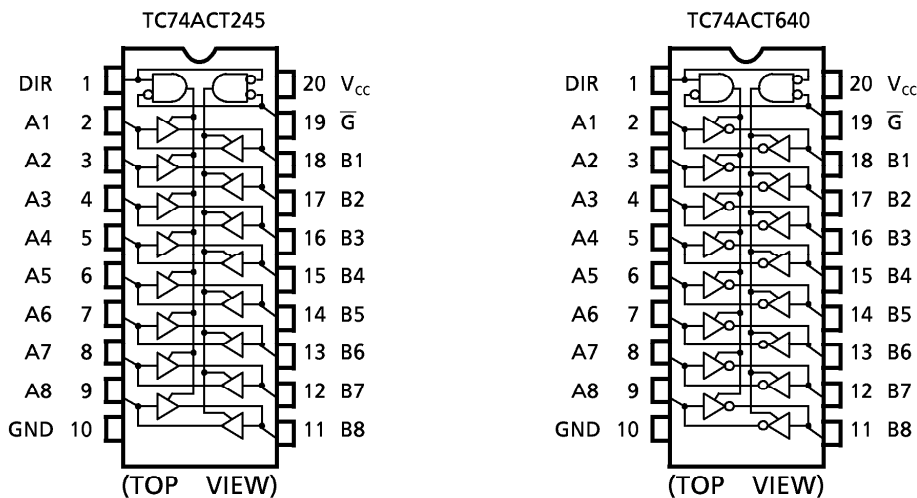 TC74ACT245
DIR 1 20 V_CC
A1 2 19 G̅
A2 3 18 B1
A3 4 17 B2
A4 5 16 B3
A5 6 15 B4
A6 7 14 B5
A7 8 13 B6
A8 9 12 B7
GND 10 11 B8
(TOP VIEW)
TC74ACT640
DIR 1 20 V_CC
A1 2 19 G̅
A2 3 18 B1
A3 4 17 B2
A4 5 16 B3
A5 6 15 B4
A6 7 14 B5
A7 8 13 B6
A8 9 12 B7
GND 10 11 B8
(TOP VIEW)